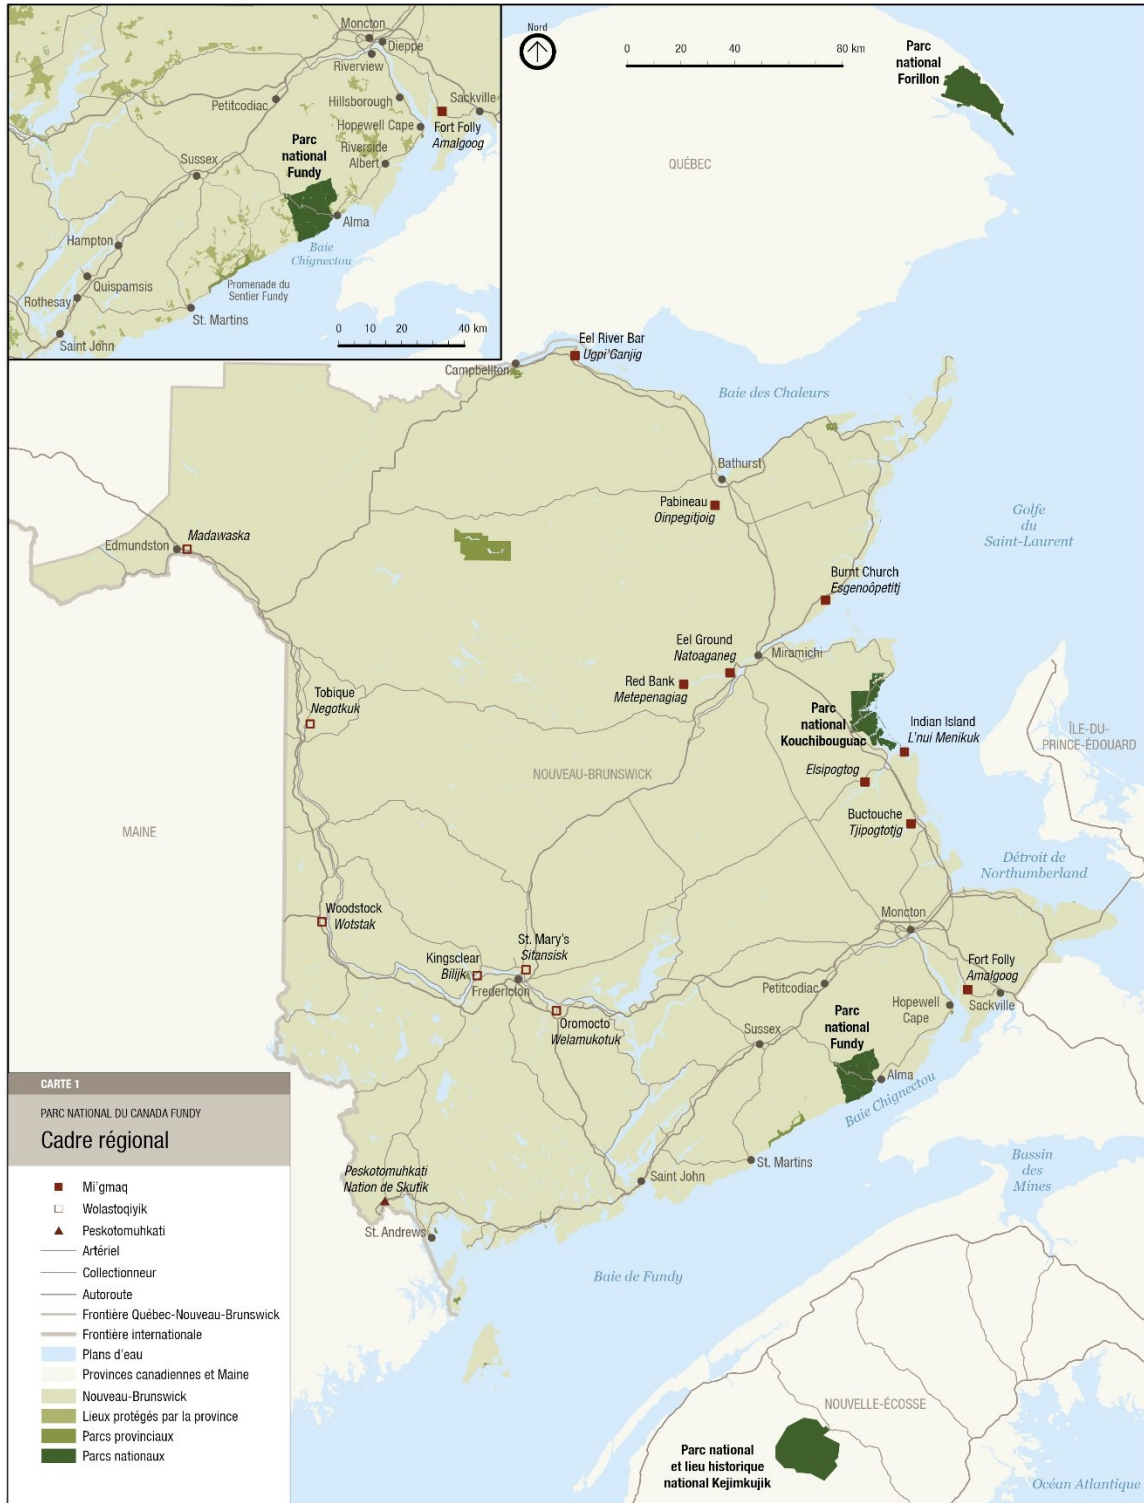 Moncton
Dieppe
Riverview
Petitcodiac
Hillsborough
Sackville
Hopewell Cape
Fort Folly
Amalgoog
Parc
national
Fundy
Riverside
Albert
Sussex
Alma
Hampton
Baie
Chignectou
Quispamsis
Promenade du
Sentier Fundy
Rothesay
St. Martins
Saint John
0 10 20 40 km
Nord
0 20 40 80 km
Parc
national
Forillon
QUÉBEC
Eel River Bar
Ugpi'Ganjig
Campbellton
Baie des Chaleurs
Bathurst
Pabineau
Oinpegitjoig
Golfe
du
Saint-Laurent
Madawaska
Edmundston
Burnt Church
Esgenoôpetitj
Eel Ground
Natoaganeg
Miramichi
Red Bank
Metepenagiag
Tobique
Negotkuk
Parc
national
Kouchibouguac
Indian Island
L'nui Menikuk
ÎLE-DU-
PRINCE-ÉDOUARD
NOUVEAU-BRUNSWICK
Elsipogtog
Buctouche
Tjipogtotjg
MAINE
Détroit de
Northumberland
Woodstock
Wotstak
Moncton
St. Mary's
Sitansisk
Kingsclear
Bilijk
Fredericton
Fort Folly
Amalgoog
Petitcodiac
Hopewell
Cape
Sackville
Oromocto
Welamukotuk
Sussex
Parc
national
Fundy
Alma
Baie Chignectou
CARTE 1
PARC NATIONAL DU CANADA FUNDY
Cadre régional
Mi'gmaq
Wolastoqiyik
Peskotomuhkati
Artériel
Collectionneur
Autoroute
Frontière Québec-Nouveau-Brunswick
Frontière internationale
Plans d'eau
Provinces canadiennes et Maine
Nouveau-Brunswick
Lieux protégés par la province
Parcs provinciaux
Parcs nationaux
Peskotomuhkati
Nation de Skutik
St. Andrews
Saint John
St. Martins
Bassin
des
Mines
Baie de Fundy
NOUVELLE-ÉCOSSE
Parc national
et lieu historique
national Kejimkujik
Océan Atlantique